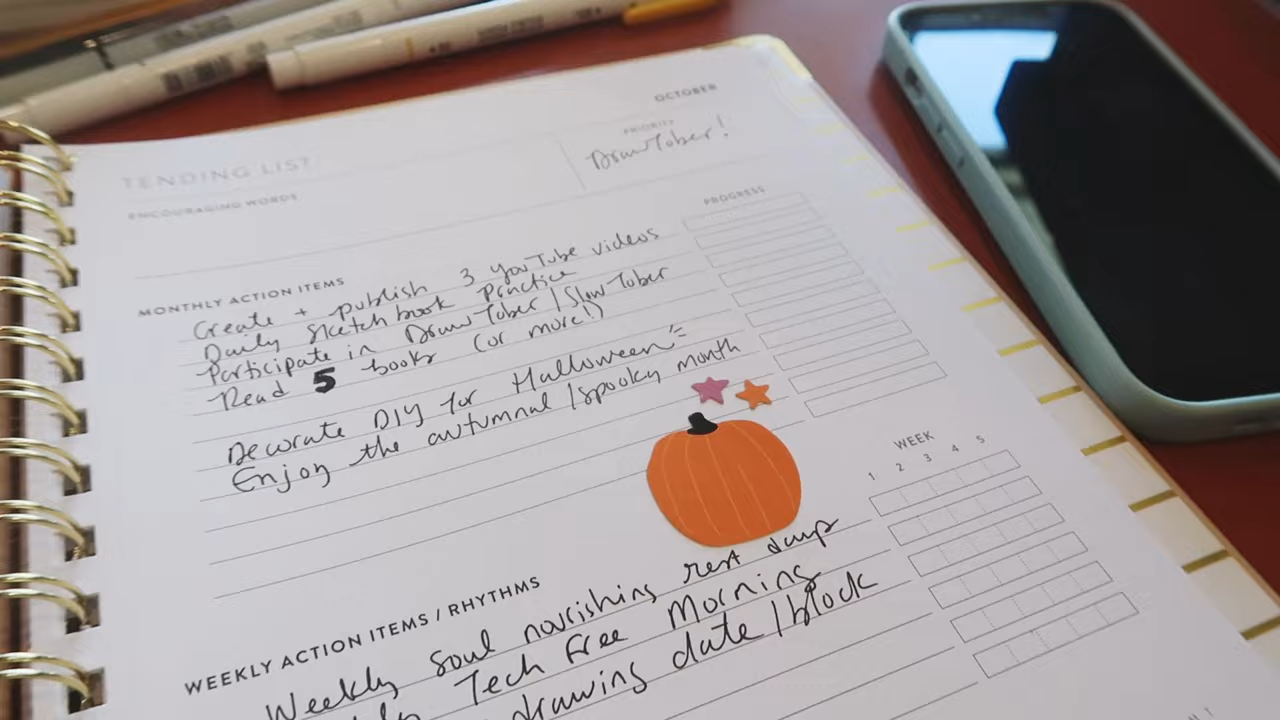 OCTOBER
TENDING LIST
PRIORITY
DrawTober!
ENCOURAGING WORDS
PROGRESS
MONTHLY ACTION ITEMS
Create + publish 3 YouTube videos
Daily sketchbook practice
Participate in DrawTober/SlowTober
Read 5 books (or more!)
Decorate DIY for Halloween
Enjoy the autumnal/spooky month
WEEK
1 2 3 4 5
WEEKLY ACTION ITEMS / RHYTHMS
Weekly soul nourishing rest days
Tech Free Morning
drawing date/block